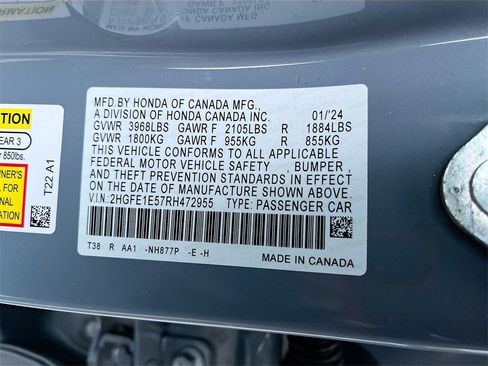 MFD.BY HONDA OF CANADA MFG.,
A DIVISION OF HONDA CANADA INC. 01/'24
GVWR 3968LBS GAWR F 2105LBS R 1884LBS
GVWR 1800KG GAWR F 955KG R 855KG
THIS VEHICLE CONFORMS TO ALL APPLICABLE
FEDERAL MOTOR VEHICLE SAFETY , BUMPER ,
AND THEFT PREVENTION STANDARDS IN EFFECT
ON THE DATE OF MANUFACTURE SHOWN ABOVE.
V.I.N:2HGFE1E57RH472955 TYPE: PASSENGER CAR
T38 R AA1 -NH877P -E -H MADE IN CANADA
EAR 3
850lbs.
T22 A1